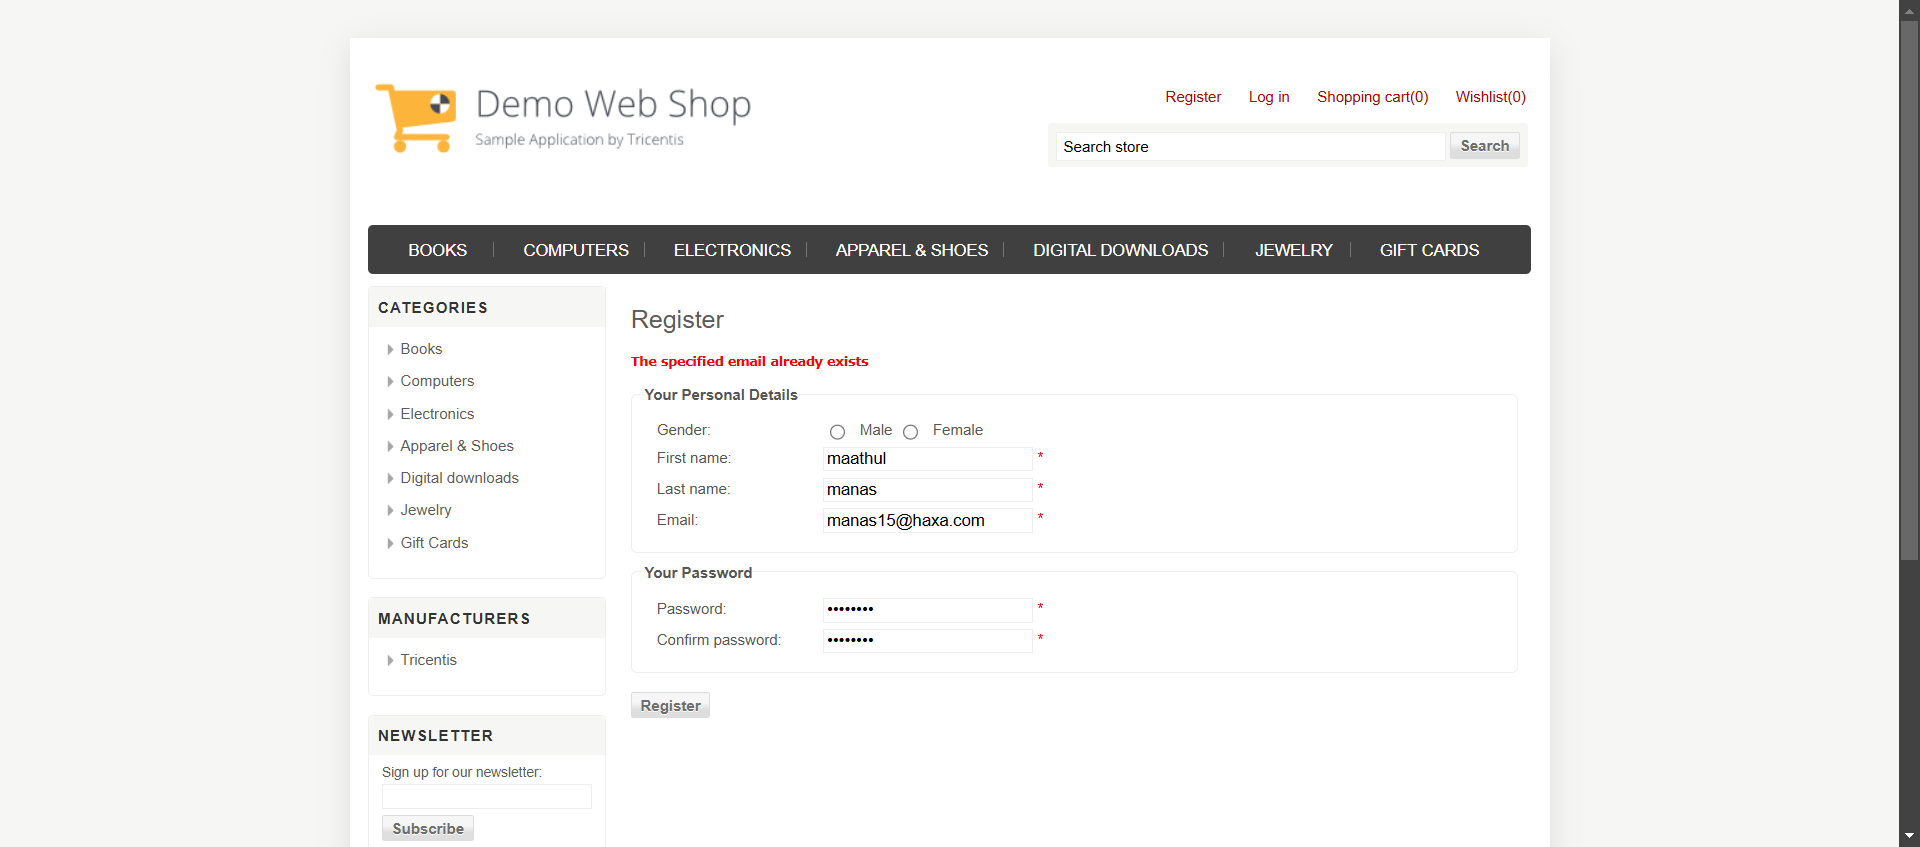 Demo Web Shop
Sample Application by Tricentis
Register Log in Shopping cart(0) Wishlist(0)
Search store Search
BOOKS COMPUTERS ELECTRONICS APPAREL & SHOES DIGITAL DOWNLOADS JEWELRY GIFT CARDS
CATEGORIES
Books
Computers
Electronics
Apparel & Shoes
Digital downloads
Jewelry
Gift Cards
MANUFACTURERS
Tricentis
NEWSLETTER
Sign up for our newsletter:
Subscribe
Register
The specified email already exists
Your Personal Details
Gender: Male Female
First name: maathul *
Last name: manas *
Email: manas15@haxa.com *
Your Password
Password: •••••••• *
Confirm password: •••••••• *
Register